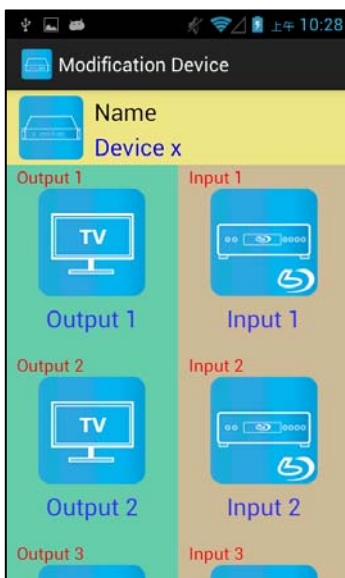 上午 10:28
Modification Device
Name
Device x
Output 1
Input 1
TV
Output 1
Input 1
Output 2
Input 2
TV
Output 2
Input 2
Output 3
Input 3